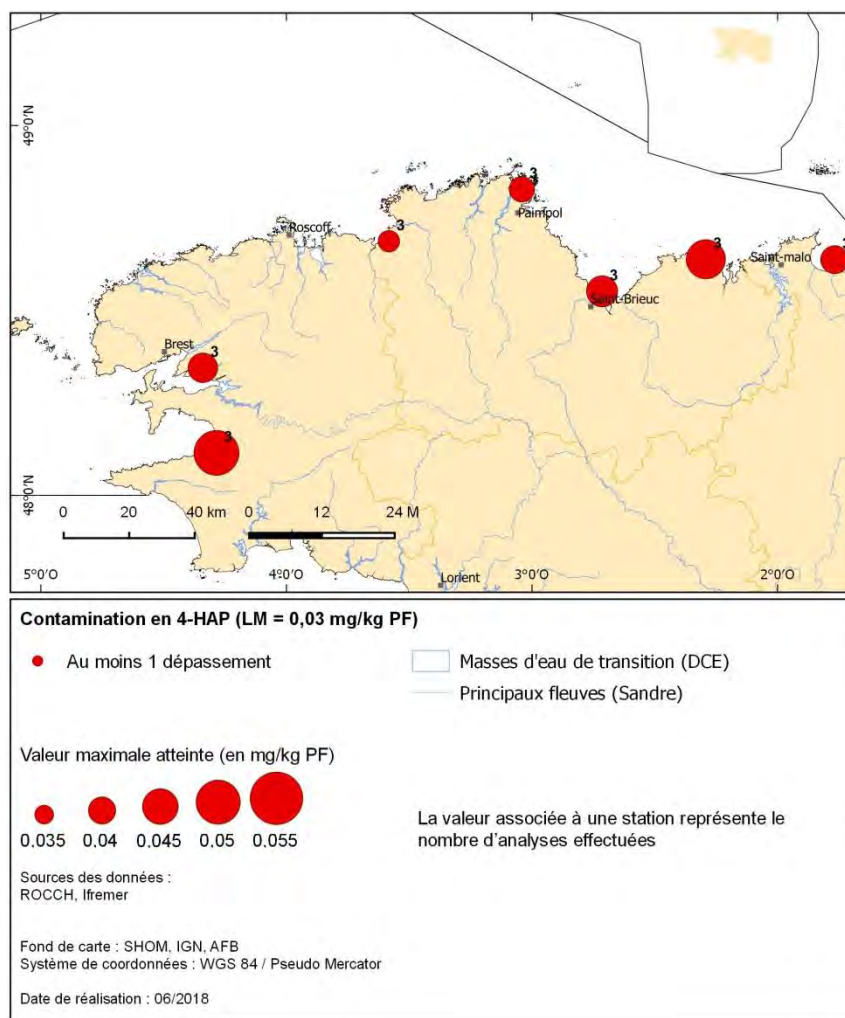 49°0'N
3
3
Paimpol
Roscoff
3
3
Saint-malo
3
Saint-Brieuc
Brest
3
3
48°0'N
0 20 40 km
0 12 24 M
Lorient
5°0'O 4°0'O 3°0'O 2°0'O
Contamination en 4-HAP (LM = 0,03 mg/kg PF)
Au moins 1 dépassement
Masses d'eau de transition (DCE)
Principaux fleuves (Sandre)
Valeur maximale atteinte (en mg/kg PF)
0.035 0.04 0.045 0.05 0.055
La valeur associée à une station représente le
nombre d'analyses effectuées
Sources des données :
ROCCH, Ifremer
Fond de carte : SHOM, IGN, AFB
Système de coordonnées : WGS 84 / Pseudo Mercator
Date de réalisation : 06/2018